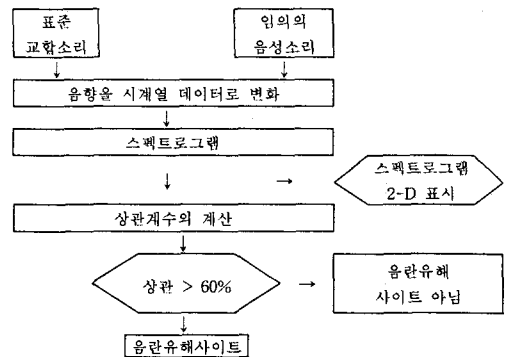 표준
교합소리
임의의
음성소리
↓
↓
음향을 시계열 데이터로 변화
↓
스펙트로그램
↓
→
스펙트로그램
2-D 표시
상관계수의 계산
↓
상관 > 60%
→
음란유해
사이트 아님
↓
음란유해사이트